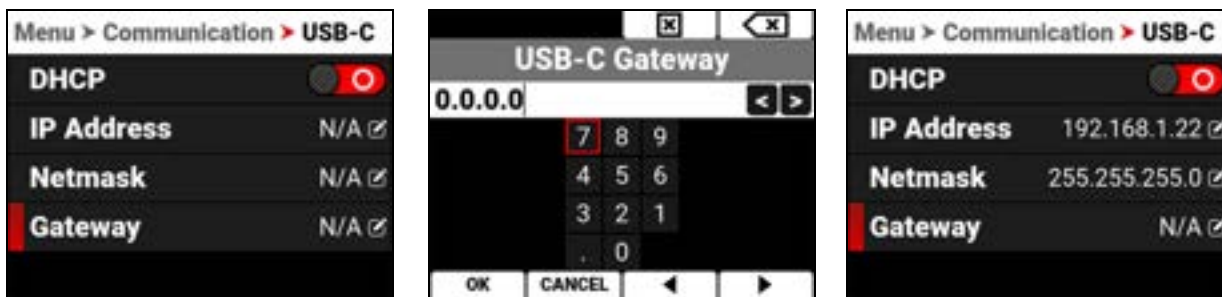 Menu > Communication > USB-C
DHCP
IP Address N/A
Netmask N/A
Gateway N/A
USB-C Gateway
0.0.0.0
< >
7 8 9
4 5 6
3 2 1
. 0
OK CANCEL
Menu > Communication > USB-C
DHCP
IP Address 192.168.1.22
Netmask 255.255.255.0
Gateway N/A